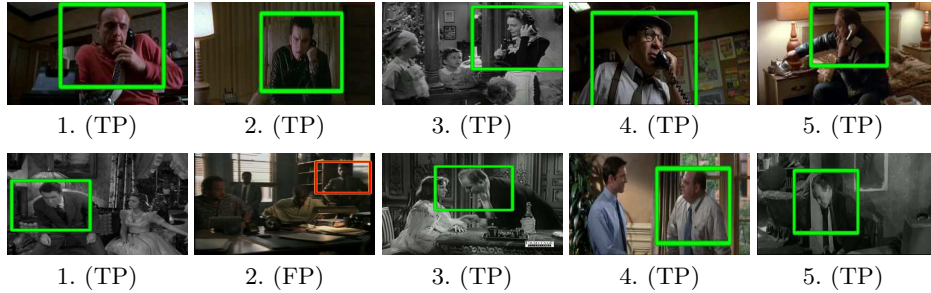 1. (TP) 2. (TP) 3. (TP) 4. (TP) 5. (TP)
1. (TP) 2. (FP) 3. (TP) 4. (TP) 5. (TP)